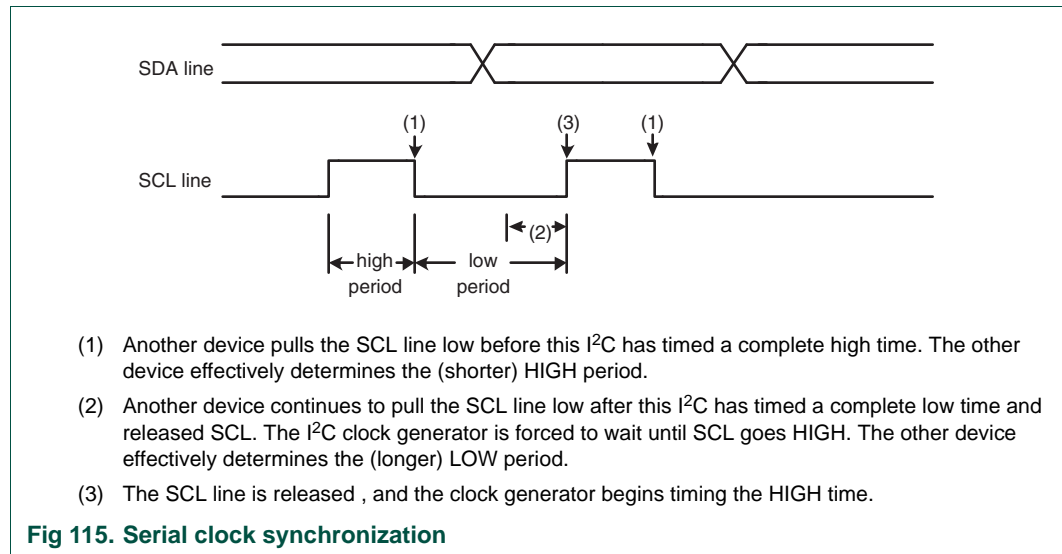 SDA line
(1) (3) (1)
SCL line
(2)
high low
period period
(1) Another device pulls the SCL line low before this I2C has timed a complete high time. The other
device effectively determines the (shorter) HIGH period.
(2) Another device continues to pull the SCL line low after this I2C has timed a complete low time and
released SCL. The I2C clock generator is forced to wait until SCL goes HIGH. The other device
effectively determines the (longer) LOW period.
(3) The SCL line is released , and the clock generator begins timing the HIGH time.
Fig 115. Serial clock synchronization